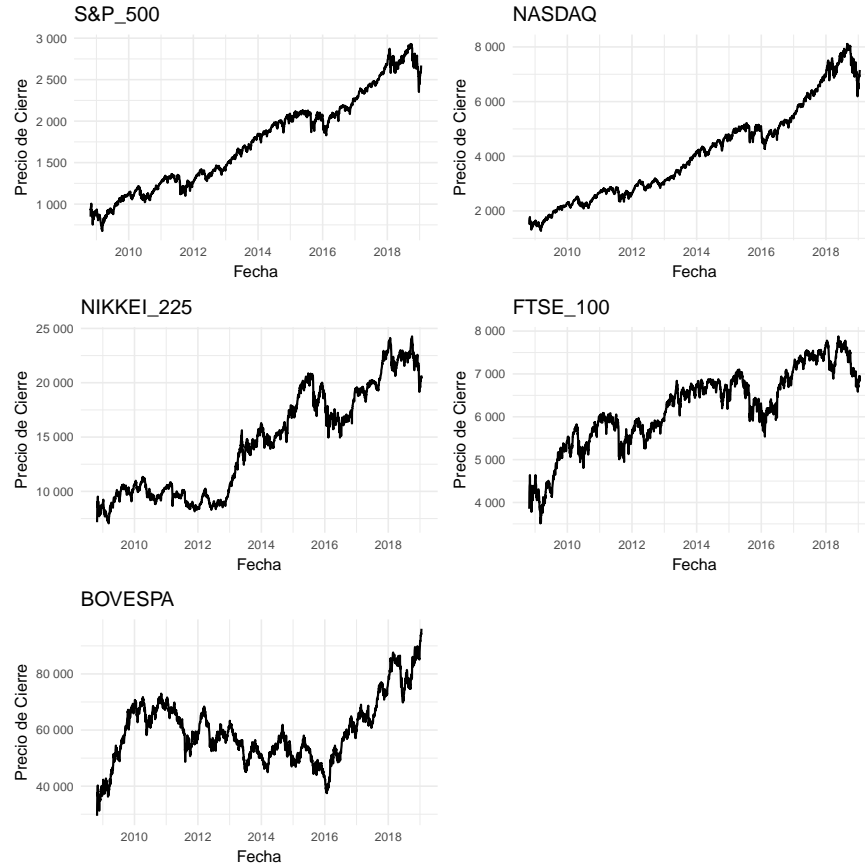 S&P_500
Precio de Cierre
3 000
2 500
2 000
1 500
1 000
2010 2012 2014 2016 2018
Fecha
NASDAQ
Precio de Cierre
8 000
6 000
4 000
2 000
2010 2012 2014 2016 2018
Fecha
NIKKEI_225
Precio de Cierre
25 000
20 000
15 000
10 000
2010 2012 2014 2016 2018
Fecha
FTSE_100
Precio de Cierre
8 000
7 000
6 000
5 000
4 000
2010 2012 2014 2016 2018
Fecha
BOVESPA
Precio de Cierre
80 000
60 000
40 000
2010 2012 2014 2016 2018
Fecha